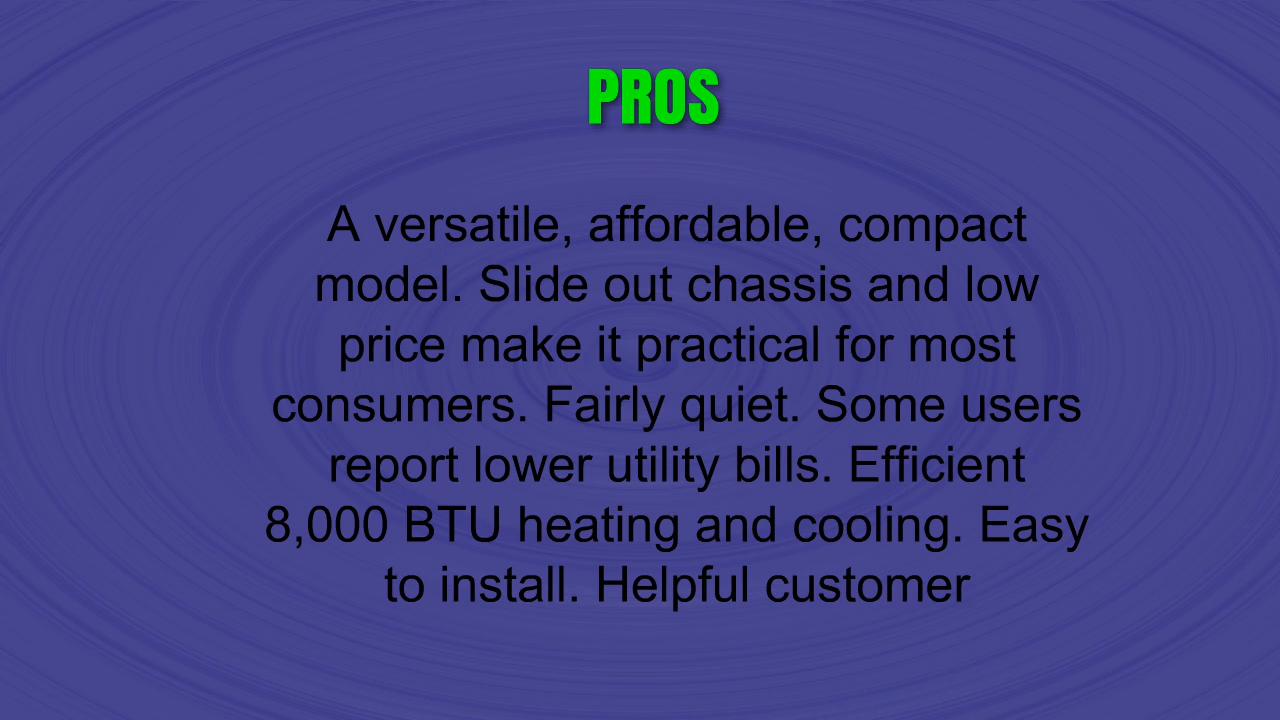 PROS
A versatile, affordable, compact
model. Slide out chassis and low
price make it practical for most
consumers. Fairly quiet. Some users
report lower utility bills. Efficient
8,000 BTU heating and cooling. Easy
to install. Helpful customer